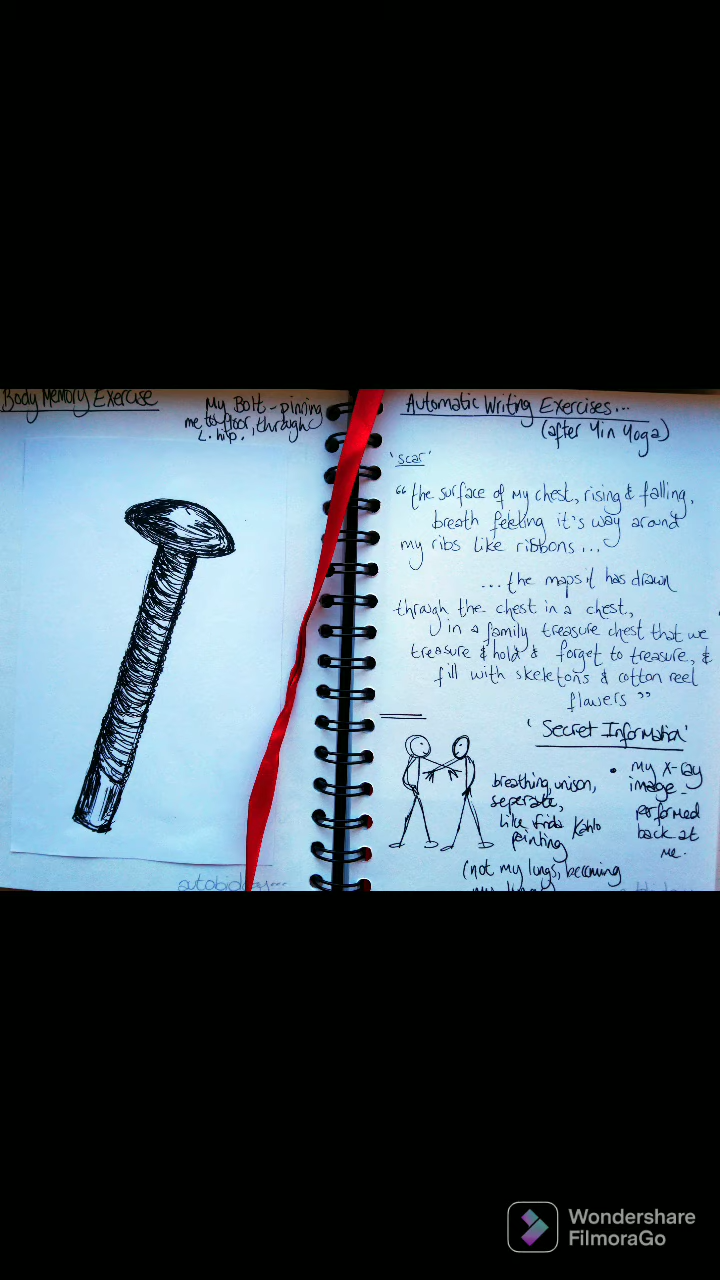 Body Memory Exercise
My Bolt - pinning
me to floor, through
L. hip.
Automatic Writing Exercises...
(after Yin Yoga)
'scar'
"the surface of my chest, rising & falling,
breath feeling it's way around
my ribs like ribbons...
...the maps it has drawn
through the chest in a chest,
in a family treasure chest that we
treasure & hold & forget to treasure, &
fill with skeletons & cotton reel
flowers"
'Secret Information'
breathing unison,
seperate,
like Frida Kahlo
painting
(not my lungs, becoming
my lungs
• my x-ray
image -
performed
back at
me.
Wondershare
FilmoraGo